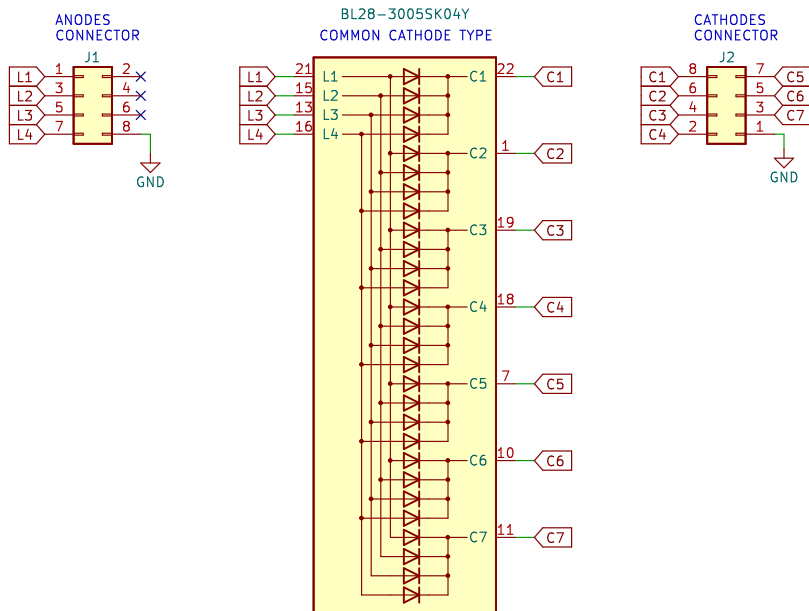 ANODES
CONNECTOR
J1
L1 1 2
L2 3 4
L3 5 6
L4 7 8
GND
BL28-3005SK04Y
COMMON CATHODE TYPE
L1 21 L1 C1 22 C1
L2 15 L2
L3 13 L3
L4 16 L4
C2 1 C2
C3 19 C3
C4 18 C4
C5 7 C5
C6 10 C6
C7 11 C7
CATHODES
CONNECTOR
J2
C1 8 7 C5
C2 6 5 C6
C3 4 3 C7
C4 2 1
GND